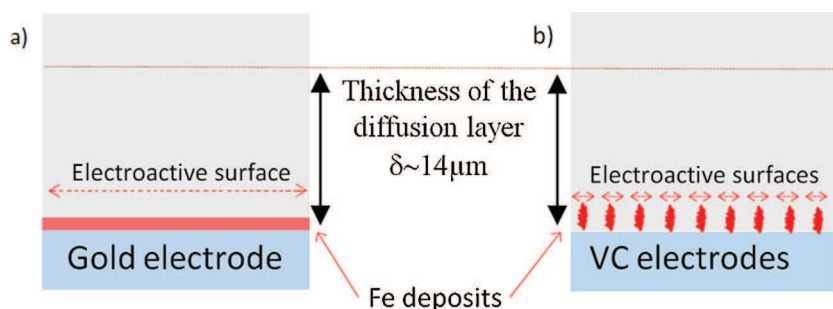 a)
b)
Thickness of the
diffusion layer
δ~14µm
Electroactive surface
Electroactive surfaces
Gold electrode
VC electrodes
Fe deposits